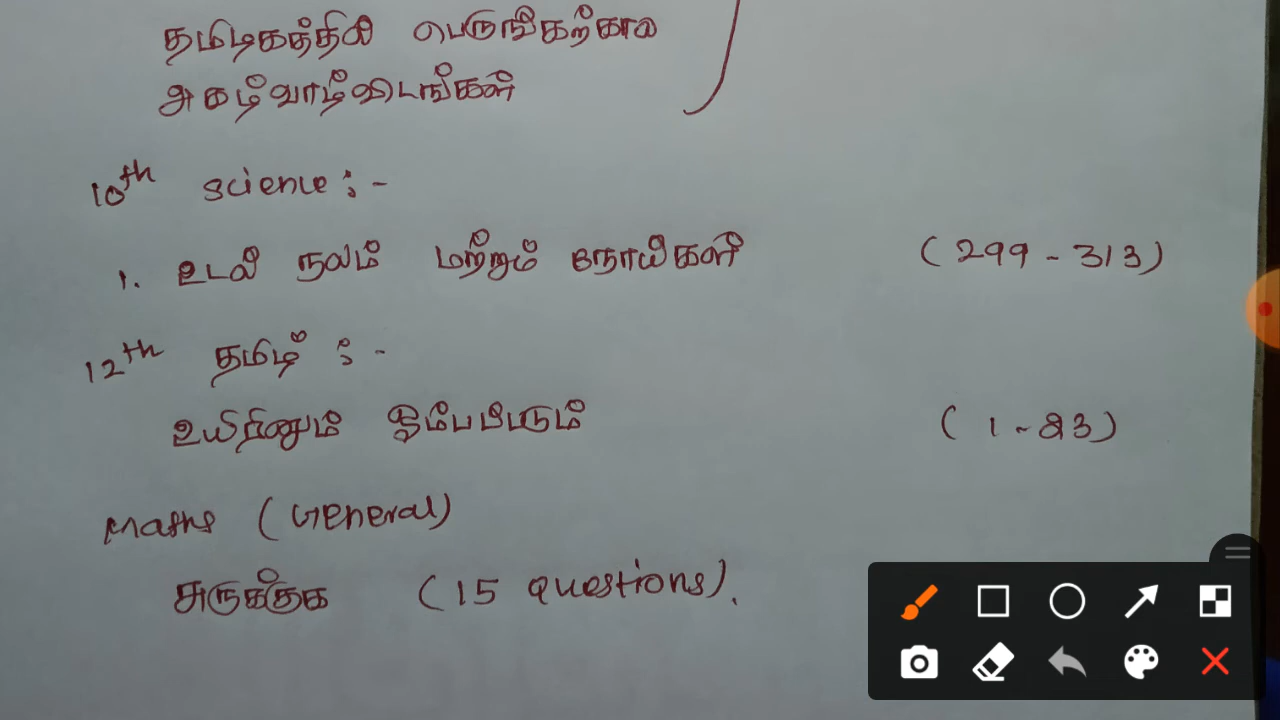 தமிழகத்தில் பெருங்கற்கால
அகழ்வாழ்விடங்கள்
10th Science :-
1. உடல் நலம் மற்றும் நோய்கள் (299 - 313)
12th தமிழ் :-
உயிரினும் ஓம்பப்படும் (1 - 83)
Maths (General)
சுருக்குக (15 questions).